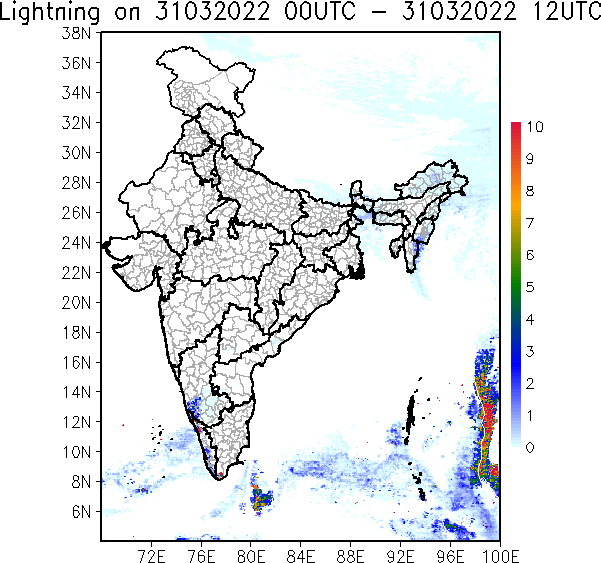 Lightning on 31032022 00UTC – 31032022 12UTC
38N
36N
34N
32N
30N
28N
26N
24N
22N
20N
18N
16N
14N
12N
10N
8N
6N
72E 76E 80E 84E 88E 92E 96E 100E
10
9
8
7
6
5
4
3
2
1
0